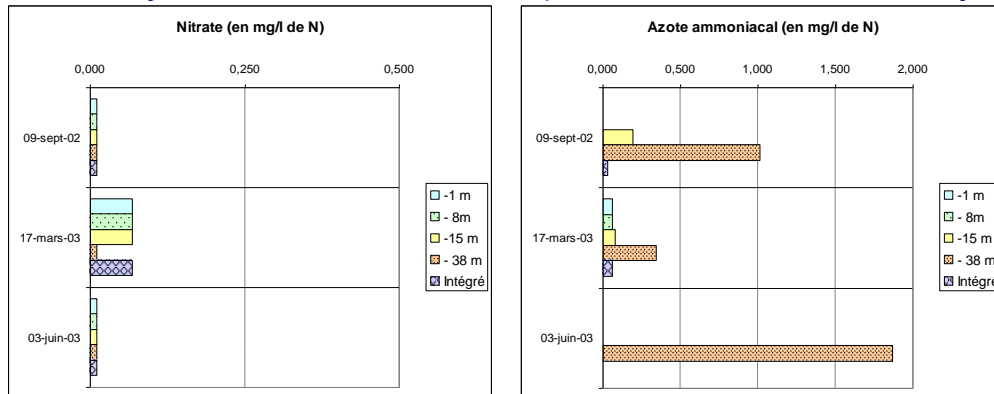 Nitrate (en mg/l de N)
0,000 0,250 0,500
09-sept-02
17-mars-03
03-juin-03
-1 m
- 8m
-15 m
- 38 m
Intégré
Azote ammoniacal (en mg/l de N)
0,000 0,500 1,000 1,500 2,000
09-sept-02
17-mars-03
03-juin-03
-1 m
- 8m
-15 m
- 38 m
Intégré